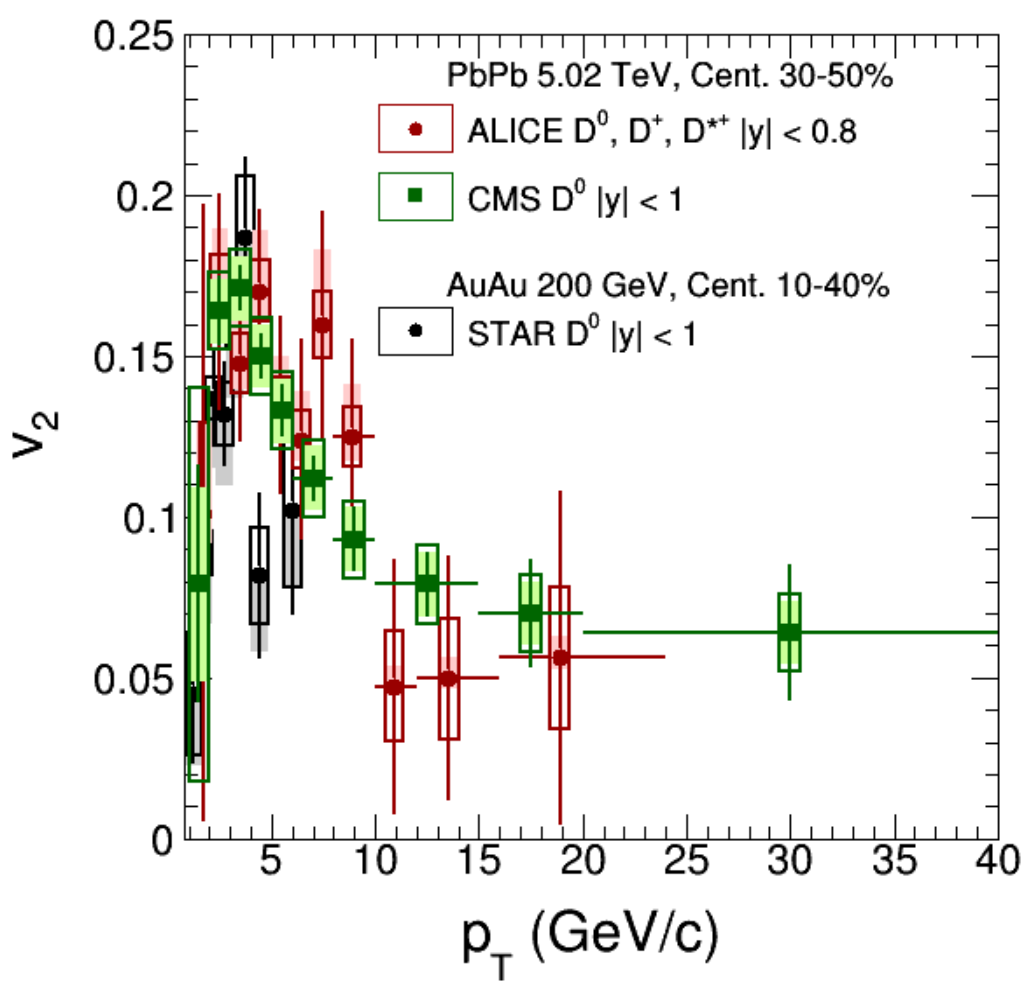 0.25
PbPb 5.02 TeV, Cent. 30-50%
ALICE D⁰, D⁺, D*⁺ |y| < 0.8
0.2
CMS D⁰ |y| < 1
AuAu 200 GeV, Cent. 10-40%
STAR D⁰ |y| < 1
0.15
v₂
0.1
0.05
0
5 10 15 20 25 30 35 40
p_T (GeV/c)